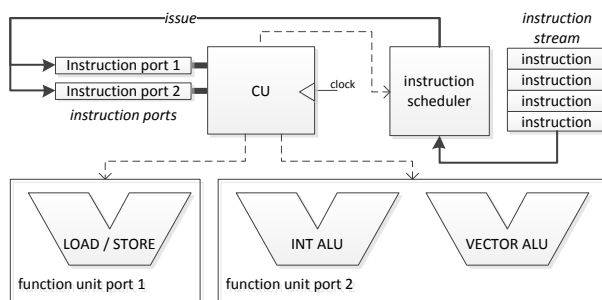 issue
instruction
stream
Instruction port 1
Instruction port 2
instruction ports
CU
clock
instruction
scheduler
instruction
instruction
instruction
instruction
LOAD / STORE
INT ALU
VECTOR ALU
function unit port 1
function unit port 2